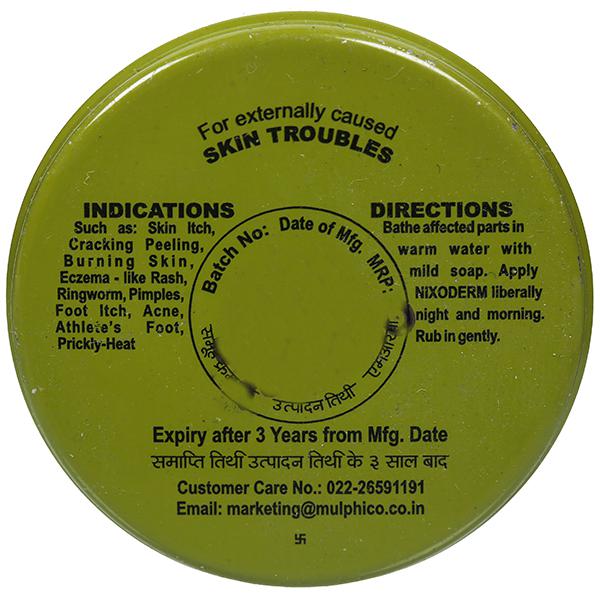 For externally caused
SKIN TROUBLES
INDICATIONS
Such as: Skin Itch,
Cracking Peeling,
Burning Skin,
Eczema - like Rash,
Ringworm, Pimples,
Foot Itch, Acne,
Athlete's Foot,
Prickly-Heat
DIRECTIONS
Bathe affected parts in
warm water with
mild soap. Apply
NiXODERM liberally
night and morning.
Rub in gently.
Batch No: Date of Mfg. MRP:
समूह उत्पादन तिथी एमआरपी
Expiry after 3 Years from Mfg. Date
समाप्ति तिथी उत्पादन तिथी के ३ साल बाद
Customer Care No.: 022-26591191
Email: marketing@mulphico.co.in
卐